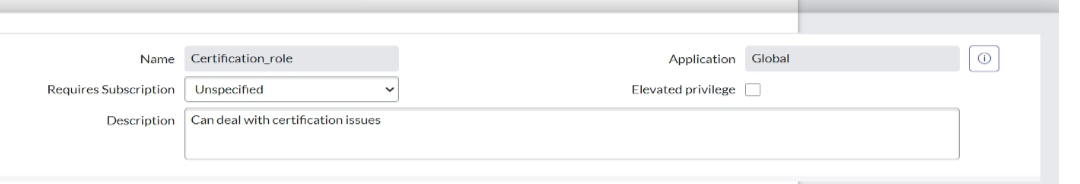 Name Certification_role Application Global
Requires Subscription Unspecified Elevated privilege
Description Can deal with certification issues